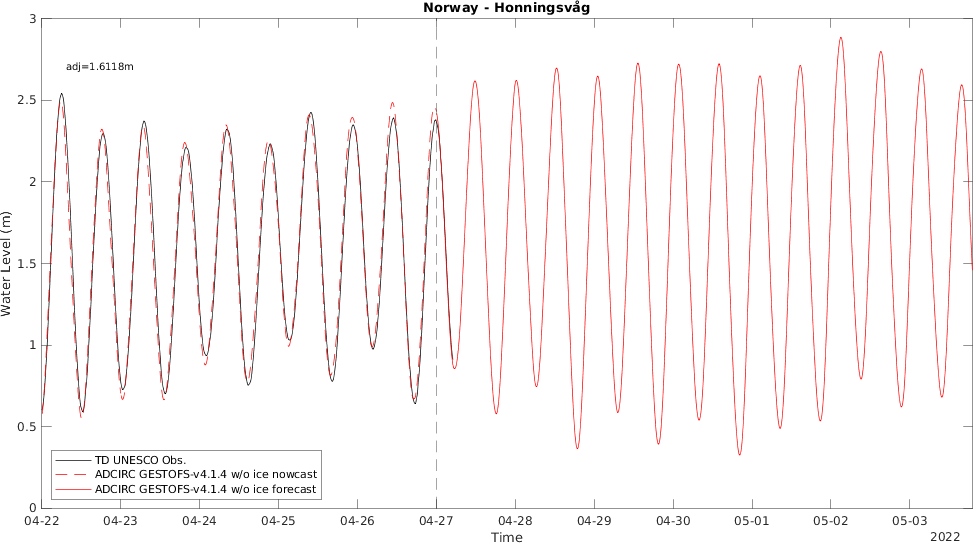 Norway - Honningsvåg
3
adj=1.6118m
2.5
2
1.5
1
0.5
0
Water Level (m)
TD UNESCO Obs.
ADCIRC GESTOFS-v4.1.4 w/o ice nowcast
ADCIRC GESTOFS-v4.1.4 w/o ice forecast
04-22 04-23 04-24 04-25 04-26 04-27 04-28 04-29 04-30 05-01 05-02 05-03
Time
2022